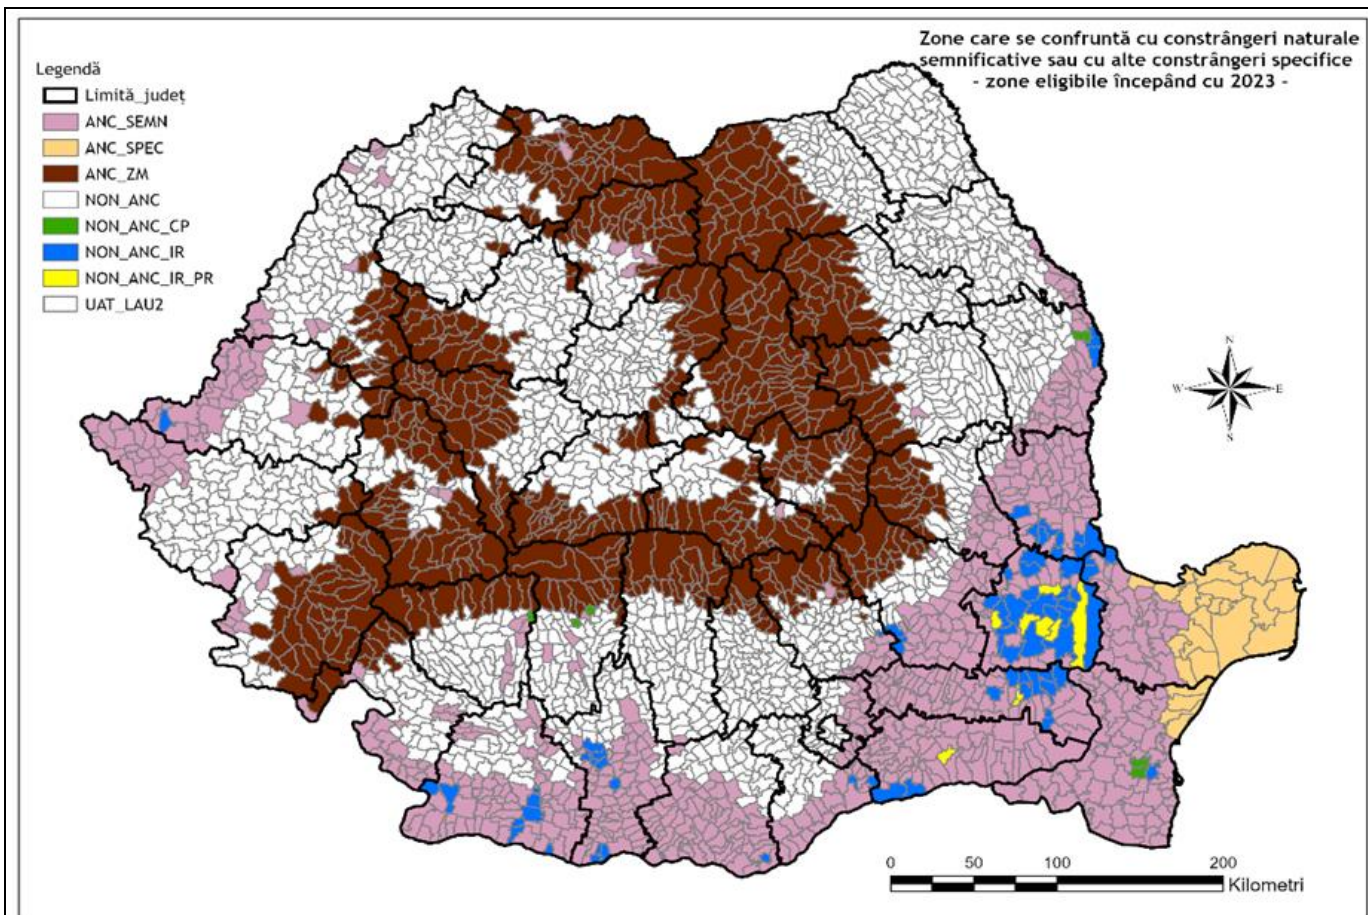 Zone care se confruntă cu constrângeri naturale
semnificative sau cu alte constrângeri specifice
- zone eligibile începând cu 2023 -
Legendă
Limită_județ
ANC_SEMN
ANC_SPEC
ANC_ZM
NON_ANC
NON_ANC_CP
NON_ANC_IR
NON_ANC_IR_PR
UAT_LAU2
N
W E
S
0 50 100 200
Kilometri